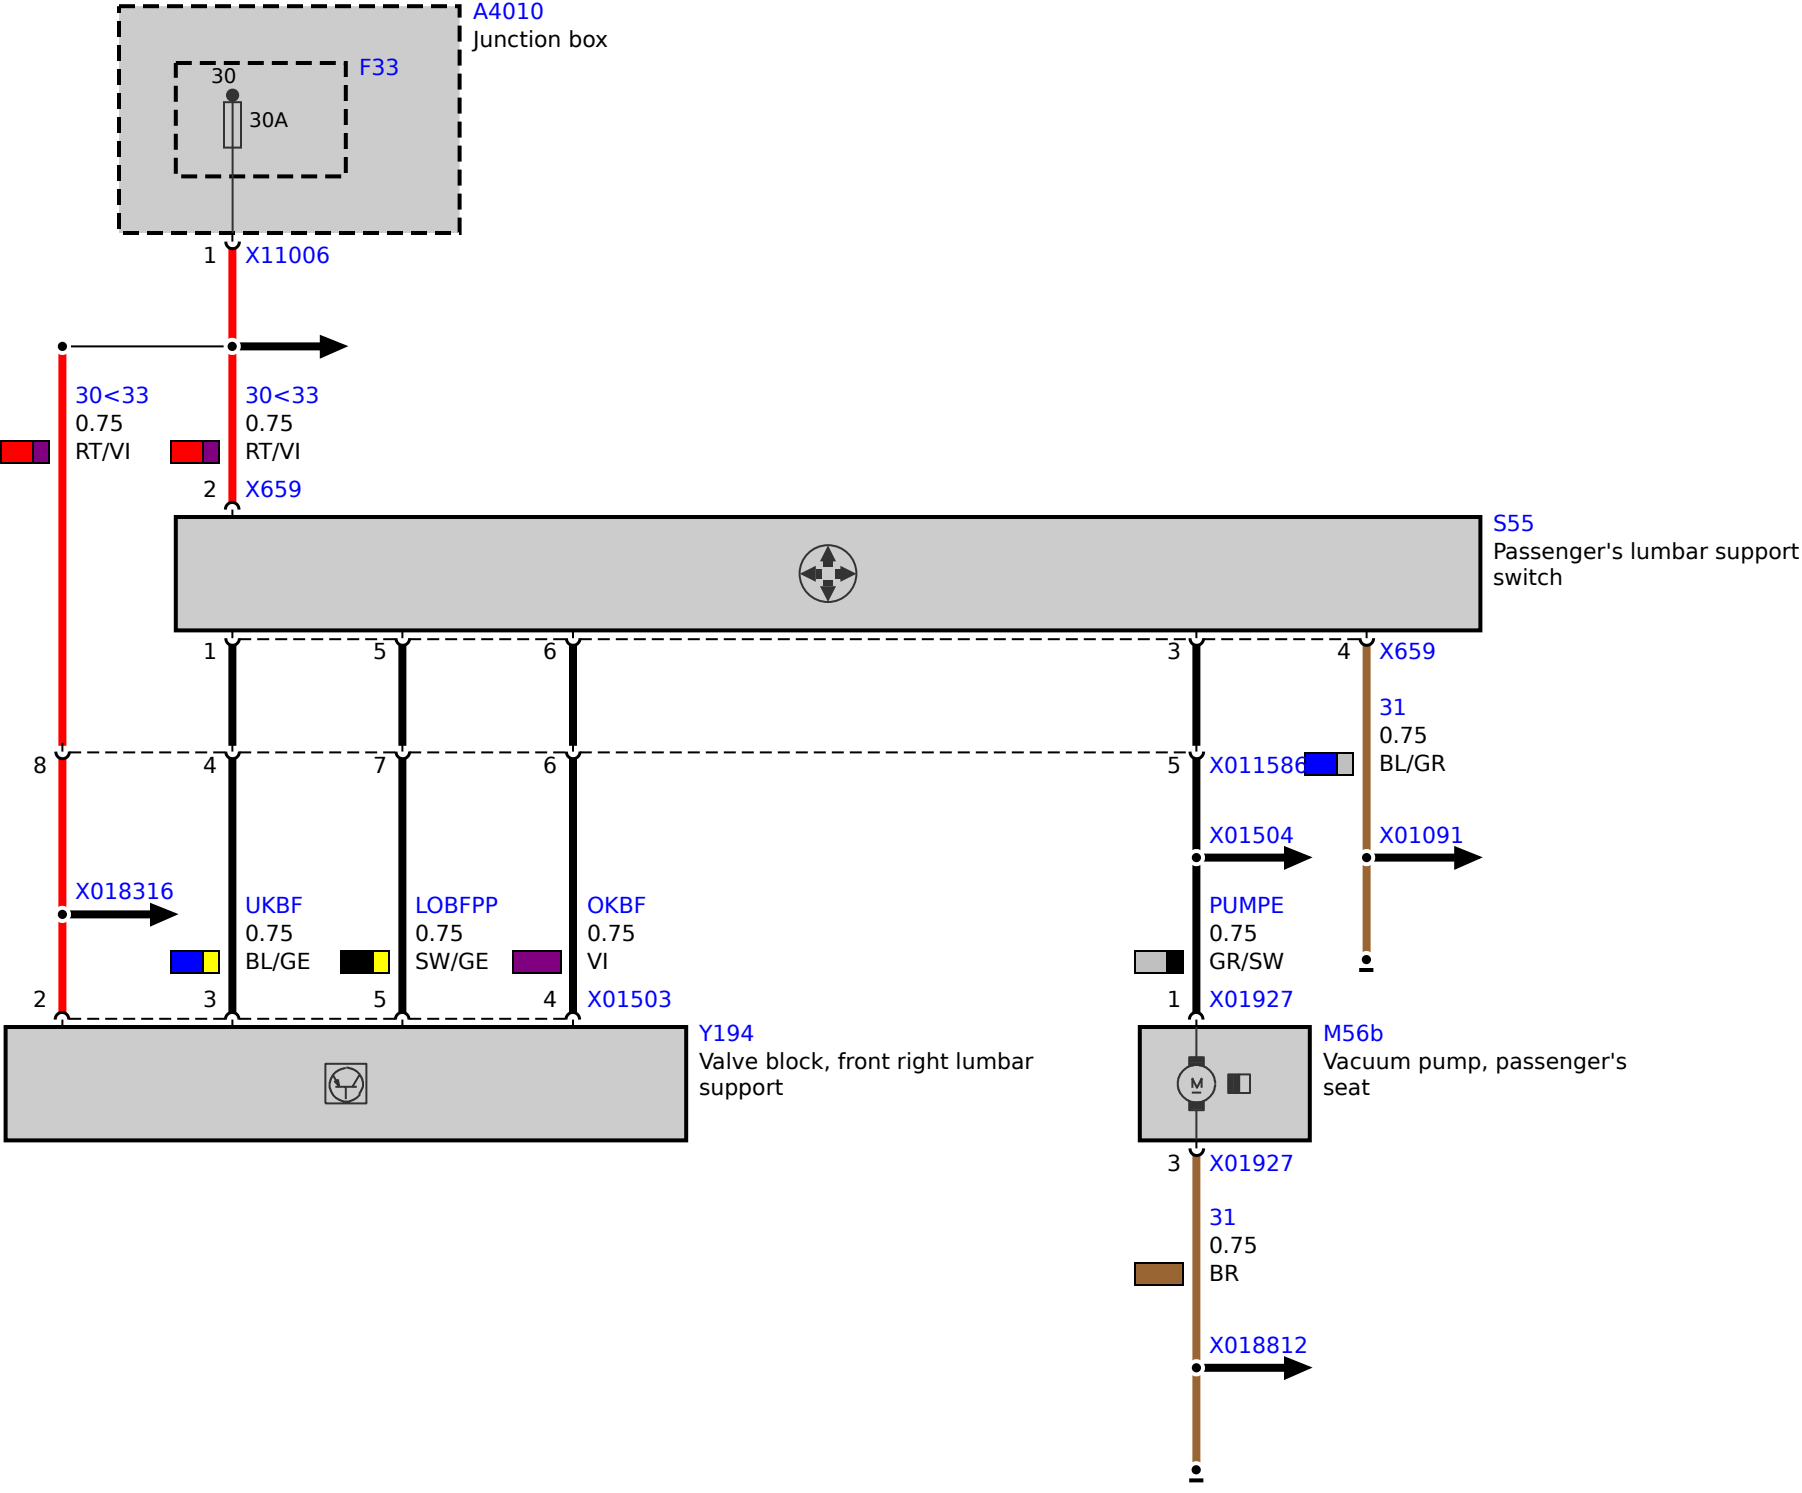 A4010
Junction box
30
F33
30A
1 X11006
30<33
0.75
RT/VI
30<33
0.75
RT/VI
2 X659
S55
Passenger's lumbar support
switch
1 5 6 3 4 X659
31
0.75
BL/GR
8 4 7 6 5 X011586
X01504
X01091
X018316
UKBF
0.75
BL/GE
LOBFPP
0.75
SW/GE
OKBF
0.75
VI
PUMPE
0.75
GR/SW
2 3 5 4 X01503
1 X01927
Y194
Valve block, front right lumbar
support
M
M56b
Vacuum pump, passenger's
seat
3 X01927
31
0.75
BR
X018812